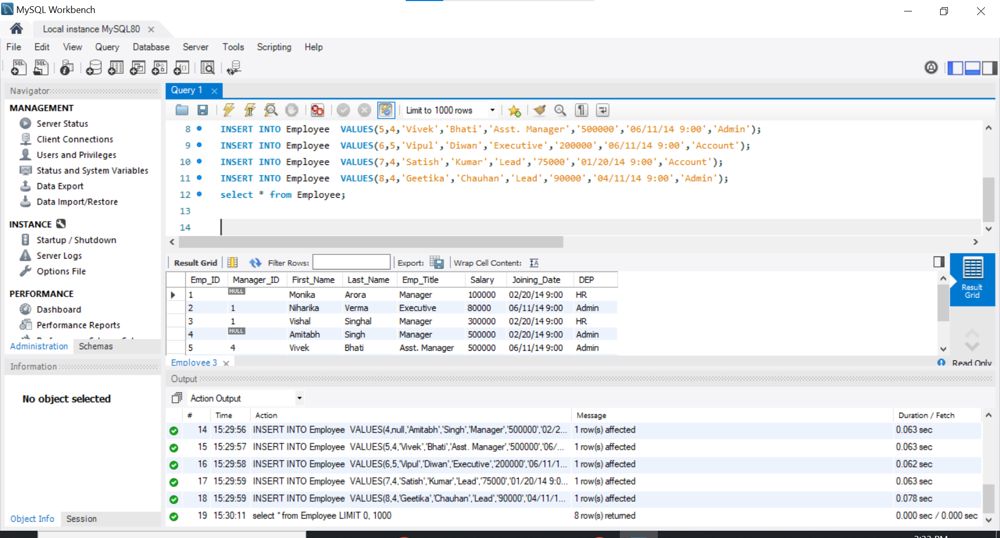 MySQL Workbench
Local instance MySQL80
File Edit View Query Database Server Tools Scripting Help
Navigator
MANAGEMENT
Server Status
Client Connections
Users and Privileges
Status and System Variables
Data Export
Data Import/Restore
INSTANCE
Startup / Shutdown
Server Logs
Options File
PERFORMANCE
Dashboard
Performance Reports
Administration Schemas
Information
No object selected
Object Info Session
Query 1
Limit to 1000 rows
8 INSERT INTO Employee  VALUES(5,4,'Vivek','Bhati','Asst. Manager','500000','06/11/14 9:00','Admin');
9 INSERT INTO Employee  VALUES(6,5,'Vipul','Diwan','Executive','200000','06/11/14 9:00','Account');
10 INSERT INTO Employee  VALUES(7,4,'Satish','Kumar','Lead','75000','01/20/14 9:00','Account');
11 INSERT INTO Employee  VALUES(8,4,'Geetika','Chauhan','Lead','90000','04/11/14 9:00','Admin');
12 select * from Employee;
13
14
Result Grid Filter Rows: Export: Wrap Cell Content:
Emp_ID Manager_ID First_Name Last_Name Emp_Title Salary Joining_Date DEP
1 NULL Monika Arora Manager 100000 02/20/14 9:00 HR
2 1 Niharika Verma Executive 80000 06/11/14 9:00 Admin
3 1 Vishal Singhal Manager 300000 02/20/14 9:00 HR
4 NULL Amitabh Singh Manager 500000 02/20/14 9:00 Admin
5 4 Vivek Bhati Asst. Manager 500000 06/11/14 9:00 Admin
Result
Grid
Employee 3 Read Only
Output
Action Output
# Time Action Message Duration / Fetch
14 15:29:56 INSERT INTO Employee  VALUES(4,null,'Amitabh','Singh','Manager','500000','02/2... 1 row(s) affected 0.063 sec
15 15:29:57 INSERT INTO Employee  VALUES(5,4,'Vivek','Bhati','Asst. Manager','500000','06/... 1 row(s) affected 0.063 sec
16 15:29:58 INSERT INTO Employee  VALUES(6,5,'Vipul','Diwan','Executive','200000','06/11/1... 1 row(s) affected 0.062 sec
17 15:29:59 INSERT INTO Employee  VALUES(7,4,'Satish','Kumar','Lead','75000','01/20/14 9:0... 1 row(s) affected 0.063 sec
18 15:29:59 INSERT INTO Employee  VALUES(8,4,'Geetika','Chauhan','Lead','90000','04/11/1... 1 row(s) affected 0.078 sec
19 15:30:11 select * from Employee LIMIT 0, 1000 8 row(s) returned 0.000 sec / 0.000 sec